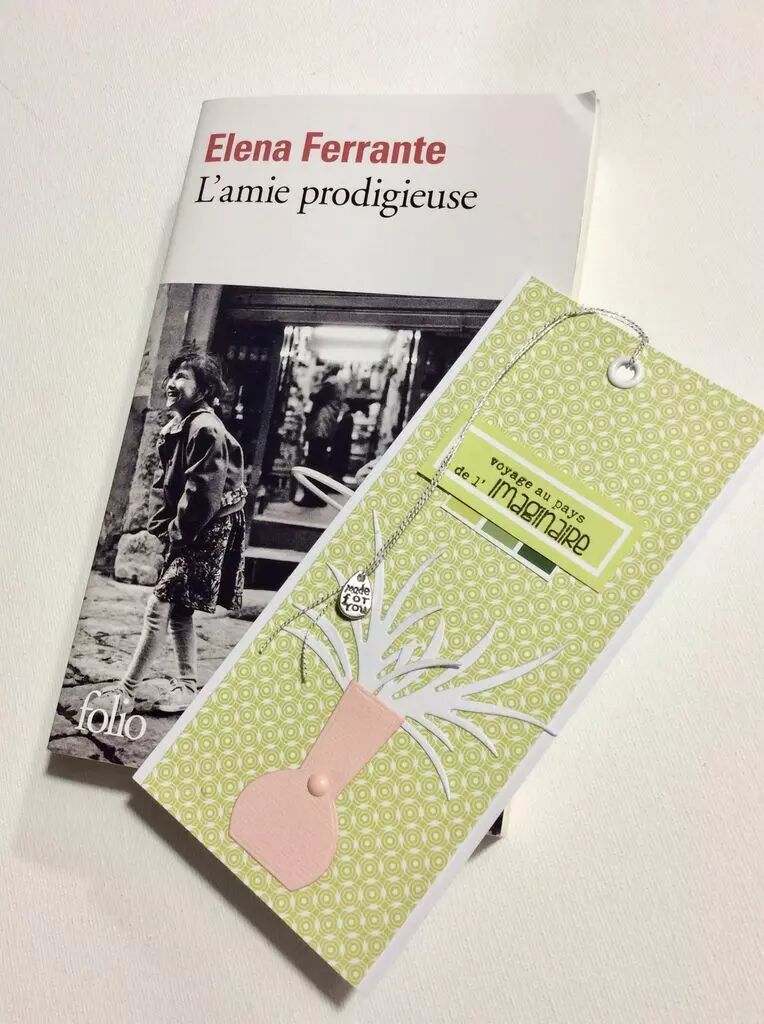 Elena Ferrante
L'amie prodigieuse
voyage au pays
de l' IMAGINAIRE
made
for
you
folio